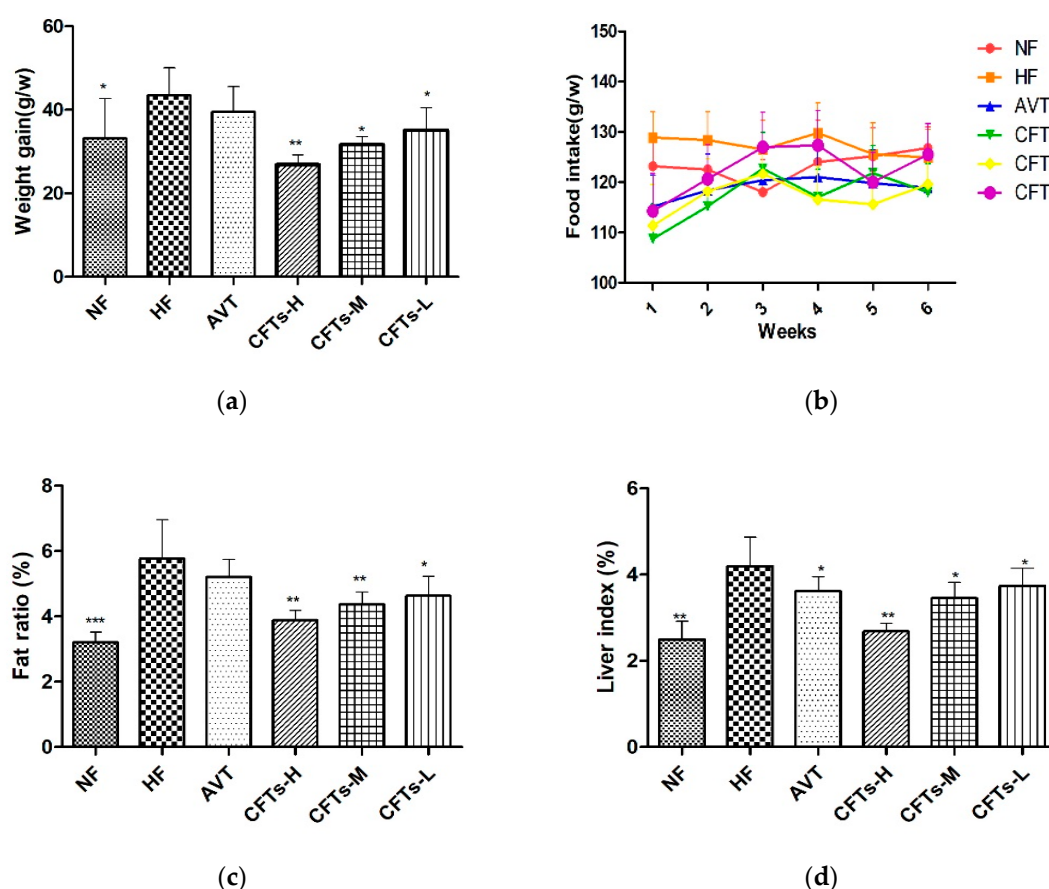 Weight gain(g/w)
60
40
20
0
*
**
*
*
NF
HF
AVT
CFTs-H
CFTs-M
CFTs-L
(a)
Food intake(g/w)
150
140
130
120
110
100
1
2
3
4
5
6
Weeks
NF
HF
AVT
CFT
CFT
CFT
(b)
Fat ratio (%)
8
6
4
2
0
***
**
**
*
NF
HF
AVT
CFTs-H
CFTs-M
CFTs-L
(c)
Liver index (%)
6
4
2
0
**
*
**
*
*
NF
HF
AVT
CFTs-H
CFTs-M
CFTs-L
(d)